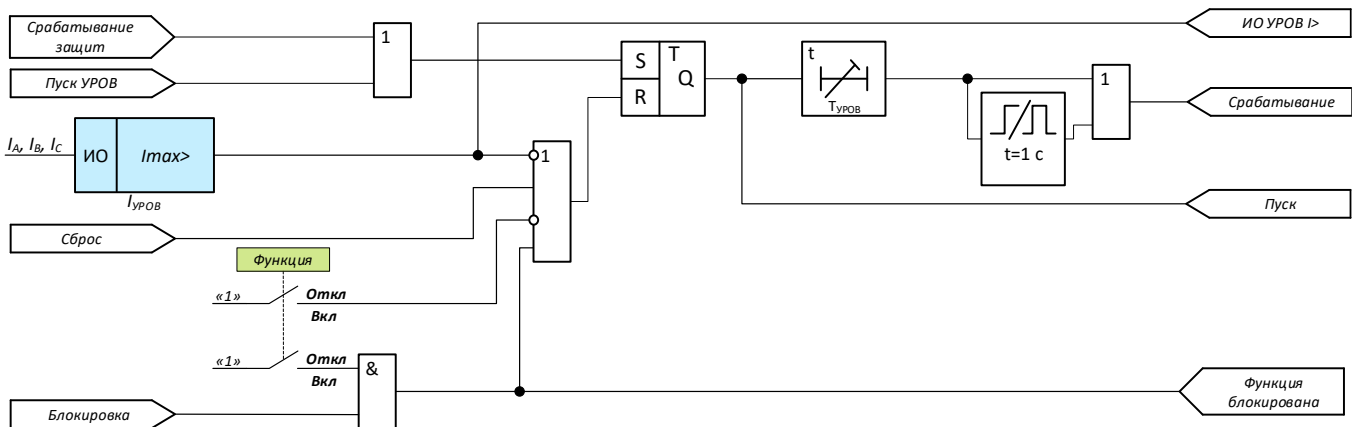 Срабатывание
защит
1
ИО УРОВ I>
Пуск УРОВ
S
T
Q
R
t
TУРОВ
1
Срабатывание
t=1 с
IA, IB, IC
ИО
Imax>
IУРОВ
1
Пуск
Сброс
Функция
«1»
Откл
Вкл
«1»
Откл
Вкл
&
Блокировка
Функция
блокирована